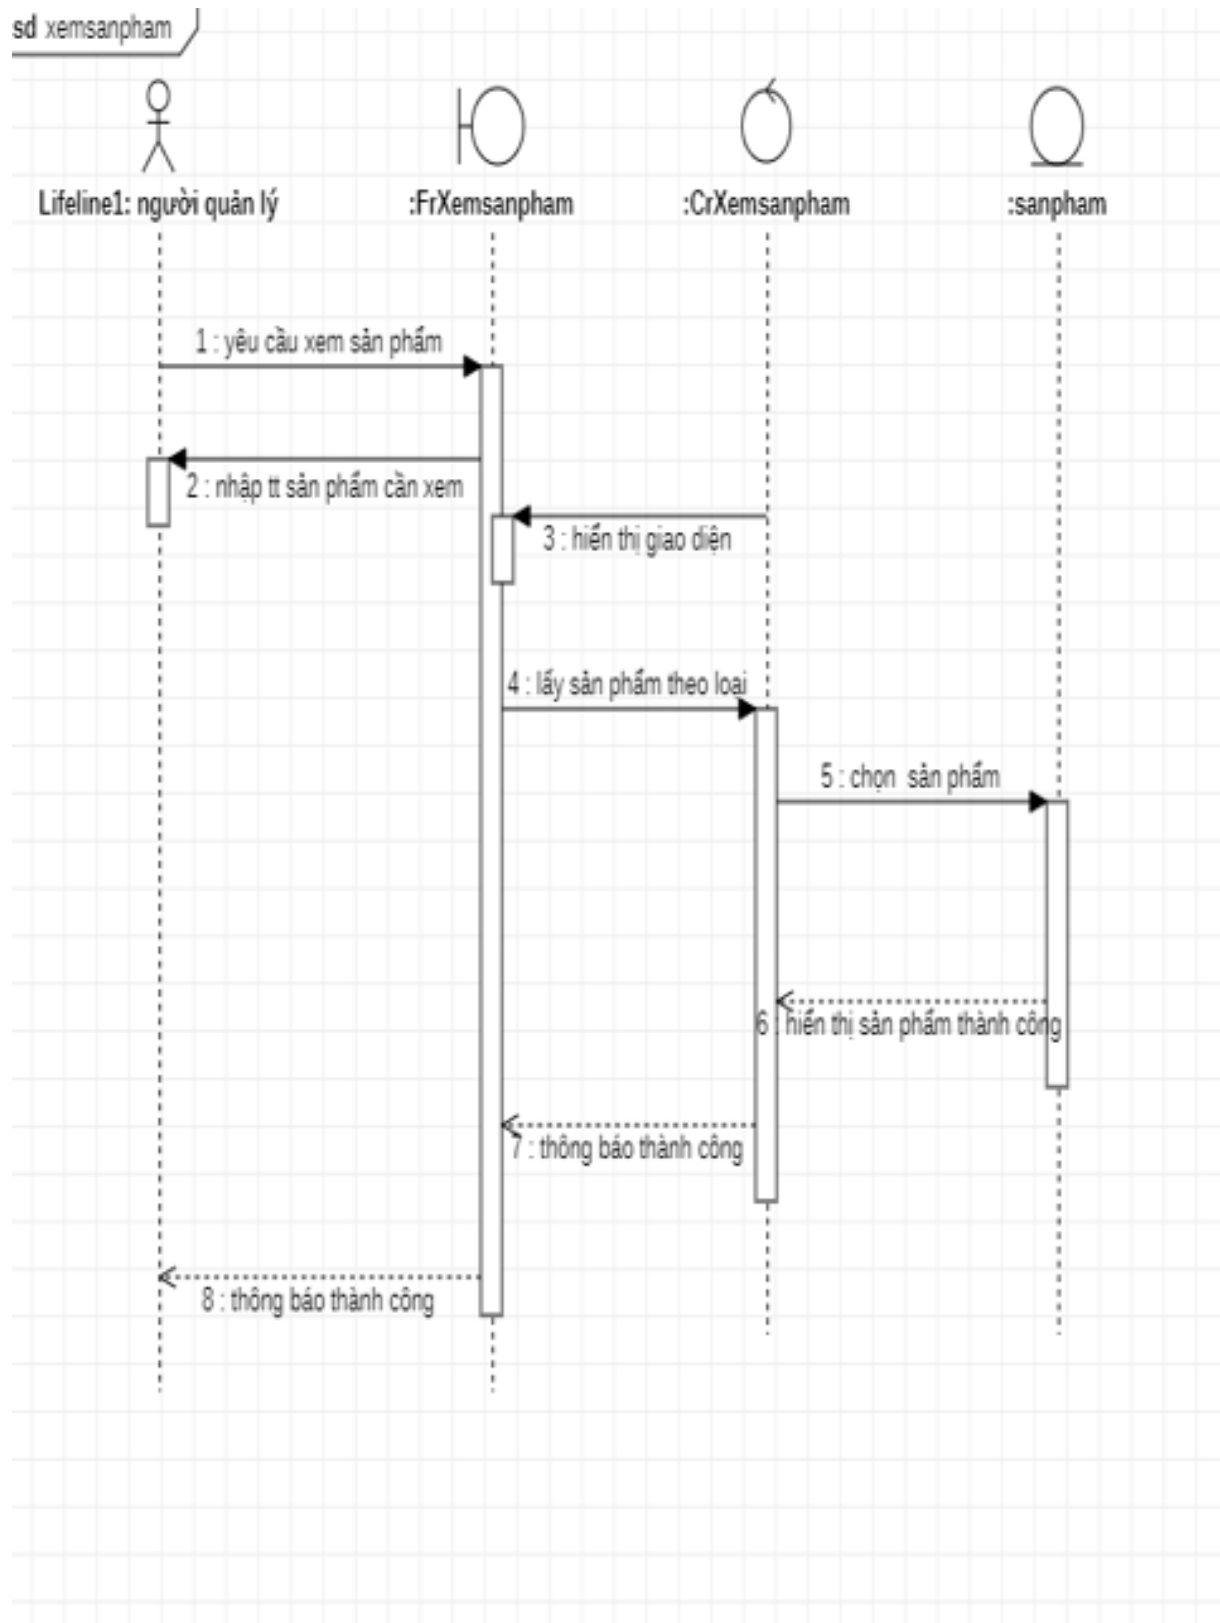 sd xemsanpham
Lifeline1: người quản lý
:FrXemsanpham
:CrXemsanpham
:sanpham
1 : yêu cầu xem sản phẩm
2 : nhập tt sản phẩm cần xem
3 : hiển thị giao diện
4 : lấy sản phẩm theo loai
5 : chọn  sản phẩm
6 : hiển thị sản phẩm thành công
7 : thông báo thành công
8 : thông báo thành công